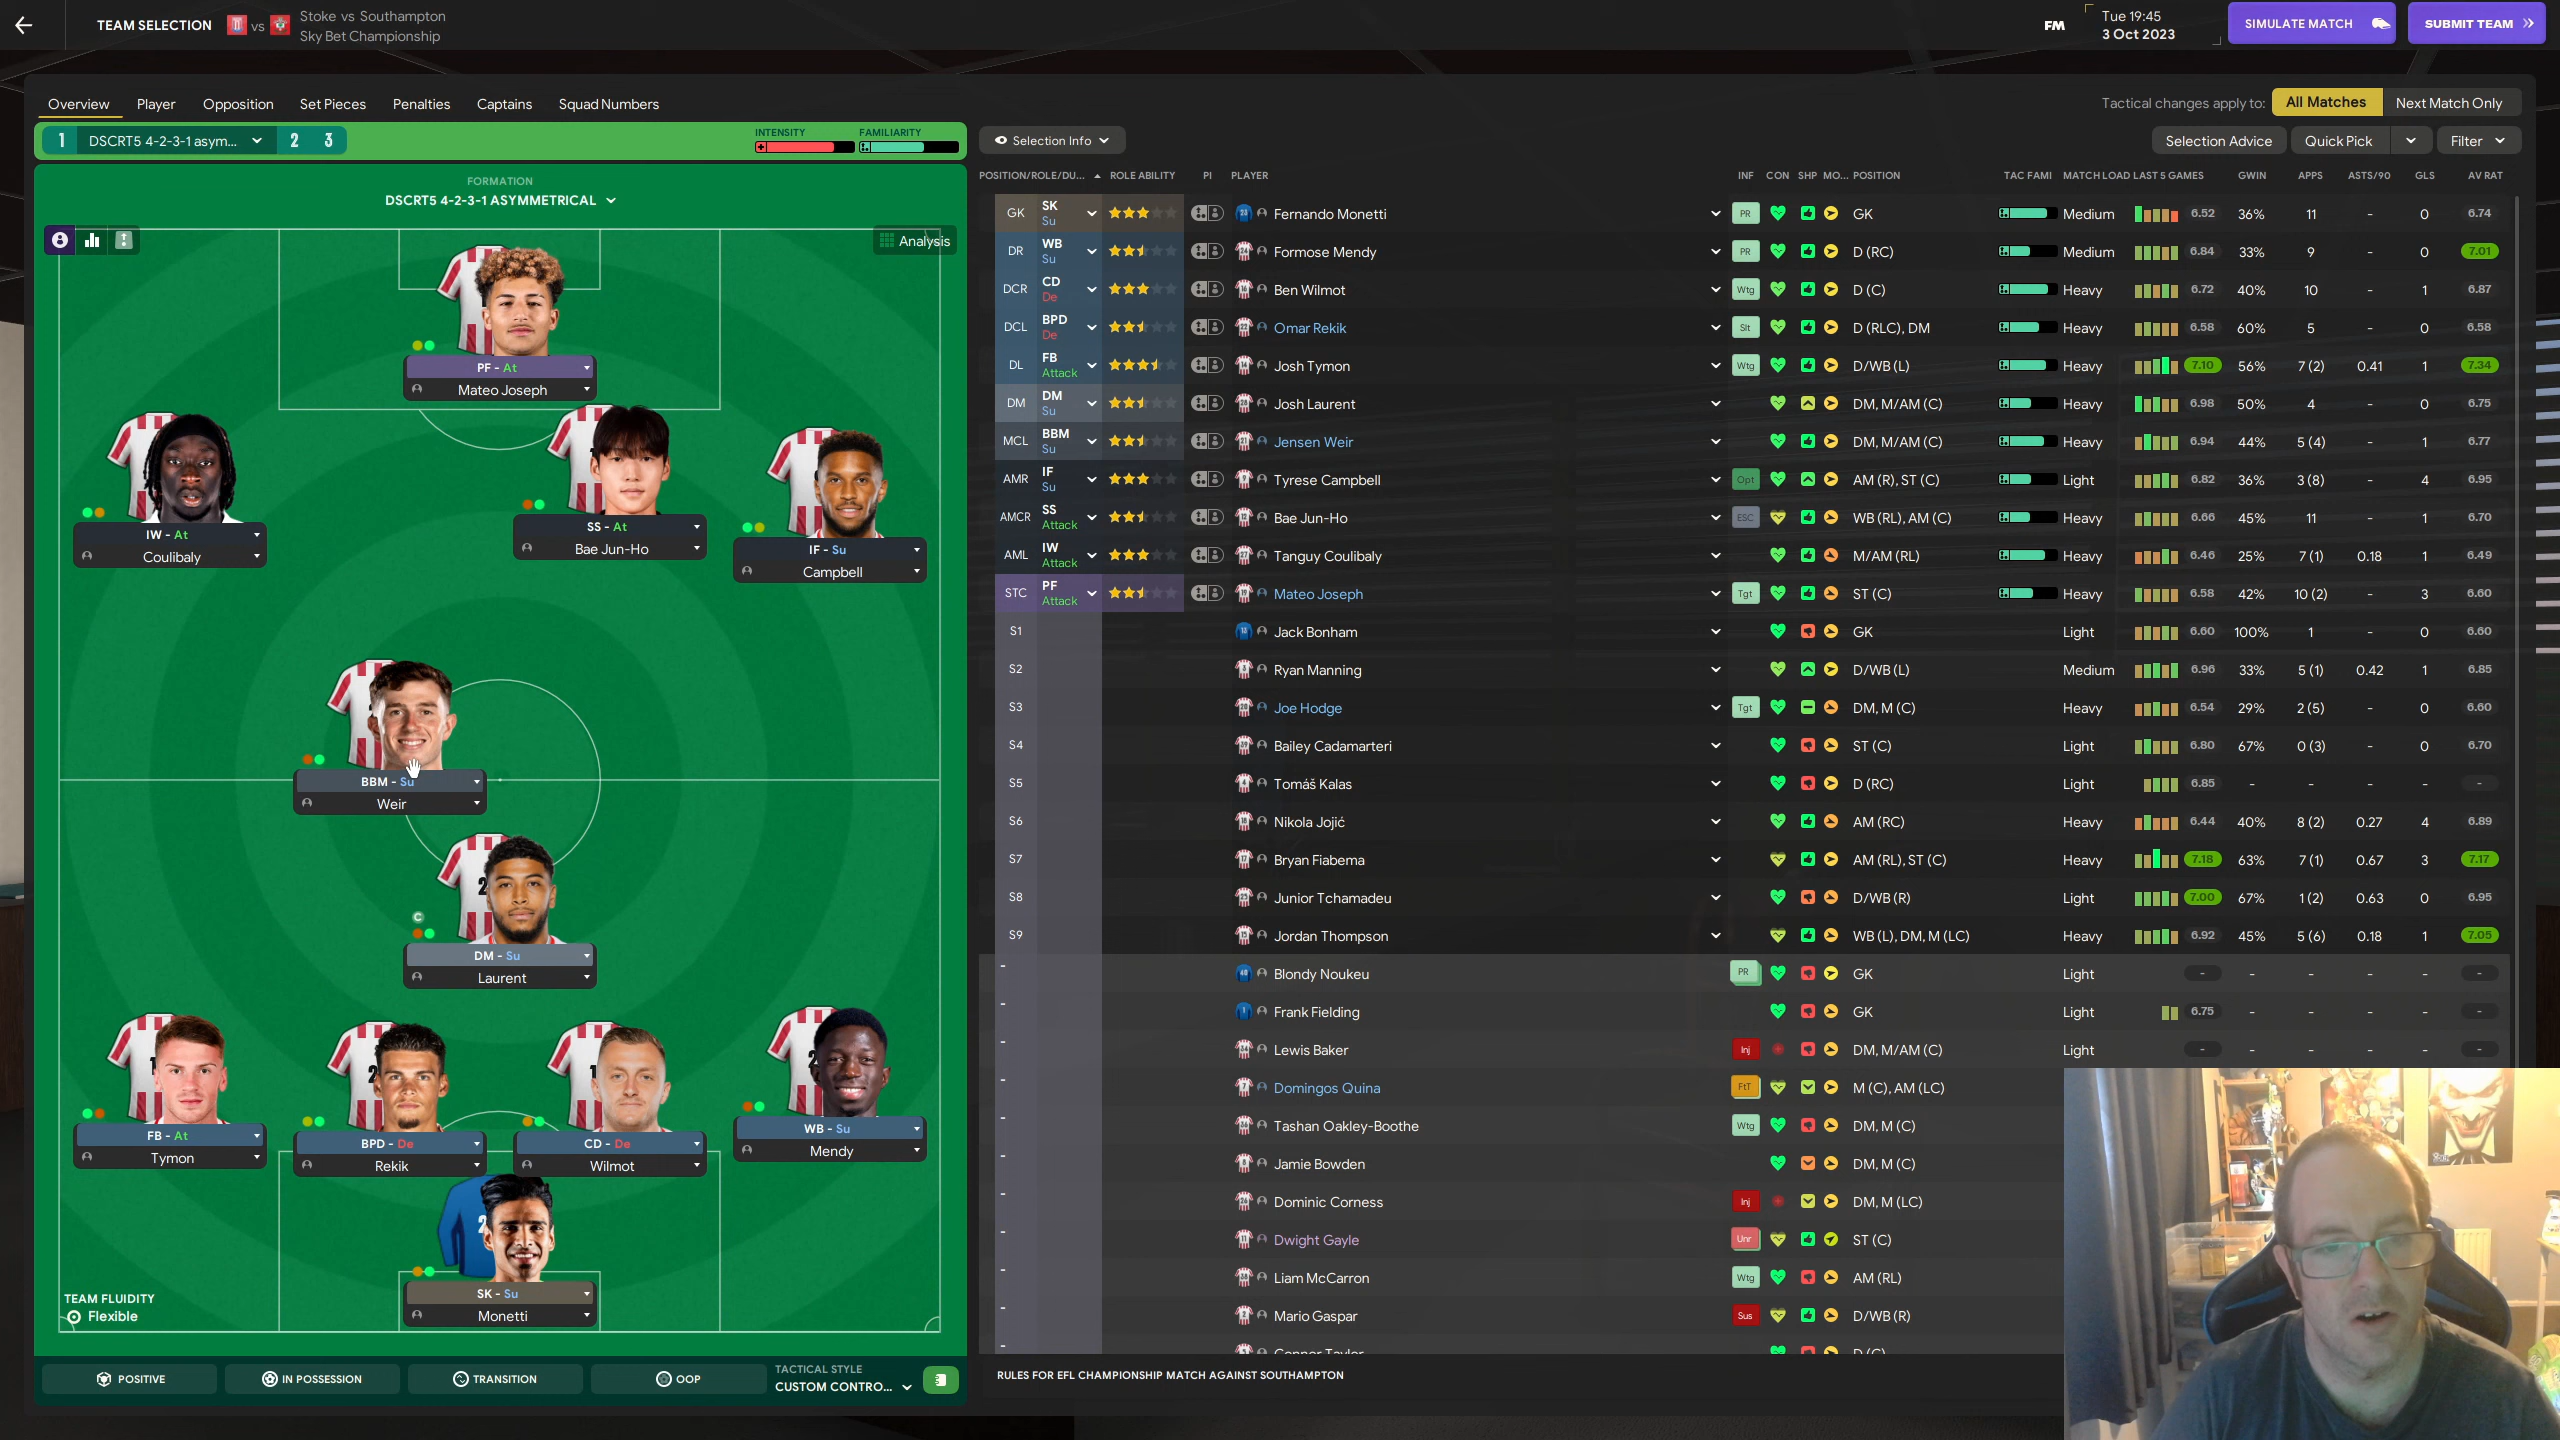 TEAM SELECTION vs Stoke vs Southampton
Sky Bet Championship
FM Tue 19:45
3 Oct 2023
SIMULATE MATCH SUBMIT TEAM
Overview Player Opposition Set Pieces Penalties Captains Squad Numbers
Tactical changes apply to: All Matches Next Match Only
1 DSCRT5 4-2-3-1 asym... 2 3 INTENSITY FAMILIARITY
Selection Info Selection Advice Quick Pick Filter
FORMATION
DSCRT5 4-2-3-1 ASYMMETRICAL
Analysis
PF - At
Mateo Joseph
IW - At
Coulibaly
SS - At
Bae Jun-Ho
IF - Su
Campbell
BBM - Su
Weir
C
DM - Su
Laurent
FB - At
Tymon
BPD - De
Rekik
CD - De
Wilmot
WB - Su
Mendy
SK - Su
Monetti
TEAM FLUIDITY
Flexible
POSITIVE IN POSSESSION TRANSITION OOP
TACTICAL STYLE
CUSTOM CONTRO...
POSITION/ROLE/DU... ROLE ABILITY PI PLAYER INF CON SHP MO... POSITION TAC FAMI MATCH LOAD LAST 5 GAMES GWIN APPS ASTS/90 GLS AV RAT
GK SK Su Fernando Monetti PR GK Medium 6.52 36% 11 - 0 6.74
DR WB Su Formose Mendy PR D (RC) Medium 6.84 33% 9 - 0 7.01
DCR CD De Ben Wilmot Wtg D (C) Heavy 6.72 40% 10 - 1 6.87
DCL BPD De Omar Rekik Slt D (RLC), DM Heavy 6.58 60% 5 - 0 6.58
DL FB Attack Josh Tymon Wtg D/WB (L) Heavy 7.10 56% 7 (2) 0.41 1 7.34
DM DM Su Josh Laurent DM, M/AM (C) Heavy 6.98 50% 4 - 0 6.75
MCL BBM Su Jensen Weir DM, M/AM (C) Heavy 6.94 44% 5 (4) - 1 6.77
AMR IF Su Tyrese Campbell Opt AM (R), ST (C) Light 6.82 36% 3 (8) - 4 6.95
AMCR SS Attack Bae Jun-Ho ESC WB (RL), AM (C) Heavy 6.66 45% 11 - 1 6.70
AML IW Attack Tanguy Coulibaly M/AM (RL) Heavy 6.46 25% 7 (1) 0.18 1 6.49
STC PF Attack Mateo Joseph Tgt ST (C) Heavy 6.58 42% 10 (2) - 3 6.60
S1 Jack Bonham GK Light 6.60 100% 1 - 0 6.60
S2 Ryan Manning D/WB (L) Medium 6.96 33% 5 (1) 0.42 1 6.85
S3 Joe Hodge Tgt DM, M (C) Heavy 6.54 29% 2 (5) - 0 6.60
S4 Bailey Cadamarteri ST (C) Light 6.80 67% 0 (3) - 0 6.70
S5 Tomáš Kalas D (RC) Light 6.85 - - - - -
S6 Nikola Jojić AM (RC) Heavy 6.44 40% 8 (2) 0.27 4 6.89
S7 Bryan Fiabema AM (RL), ST (C) Heavy 7.18 63% 7 (1) 0.67 3 7.17
S8 Junior Tchamadeu D/WB (R) Light 7.00 67% 1 (2) 0.63 0 6.95
S9 Jordan Thompson WB (L), DM, M (LC) Heavy 6.92 45% 5 (6) 0.18 1 7.05
- Blondy Noukeu PR GK Light - - - - - -
- Frank Fielding GK Light 6.75 - - - - -
- Lewis Baker Inj DM, M/AM (C) Light - - - - - -
- Domingos Quina FtT M (C), AM (LC)
- Tashan Oakley-Boothe Wtg DM, M (C)
- Jamie Bowden DM, M (C)
- Dominic Corness Inj DM, M (LC)
- Dwight Gayle Unr ST (C)
- Liam McCarron Wtg AM (RL)
- Mario Gaspar Sus D/WB (R)
RULES FOR EFL CHAMPIONSHIP MATCH AGAINST SOUTHAMPTON